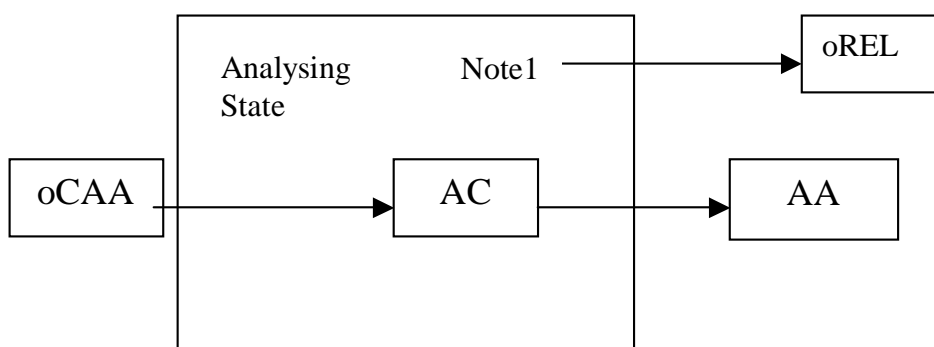 oREL
Analysing Note1
State
oCAA
AC
AA